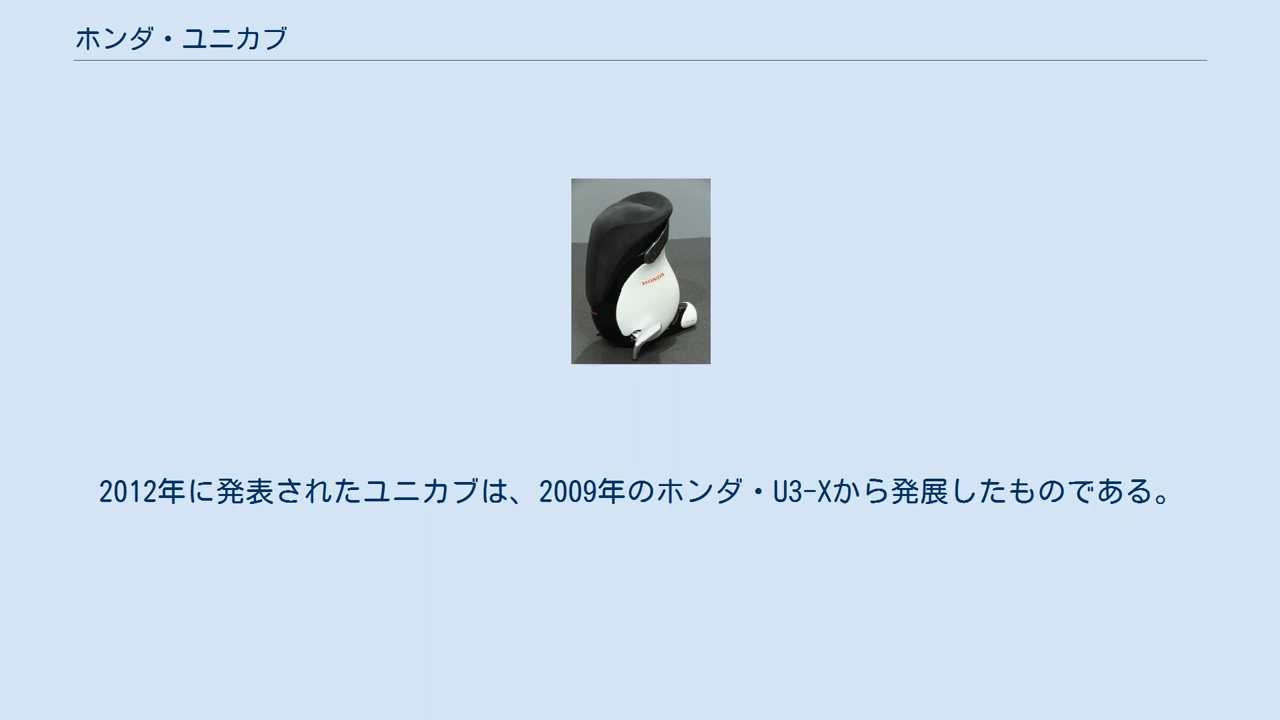 ホンダ・ユニカブ
HONDA
2012年に発表されたユニカブは、2009年のホンダ・U3-Xから発展したものである。